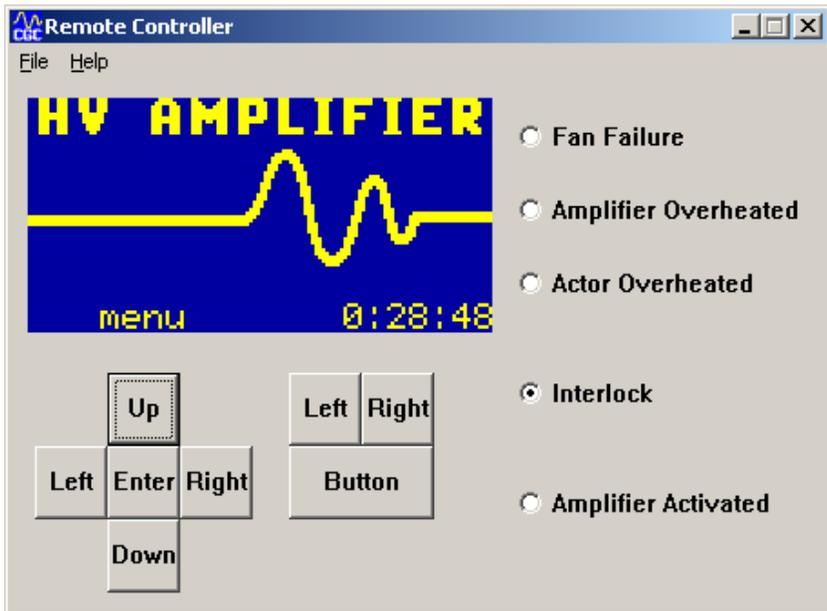 CGC Remote Controller
File Help
HV AMPLIFIER
menu 0:28:48
Fan Failure
Amplifier Overheated
Actor Overheated
Interlock
Amplifier Activated
Up
Left Enter Right
Down
Left Right
Button